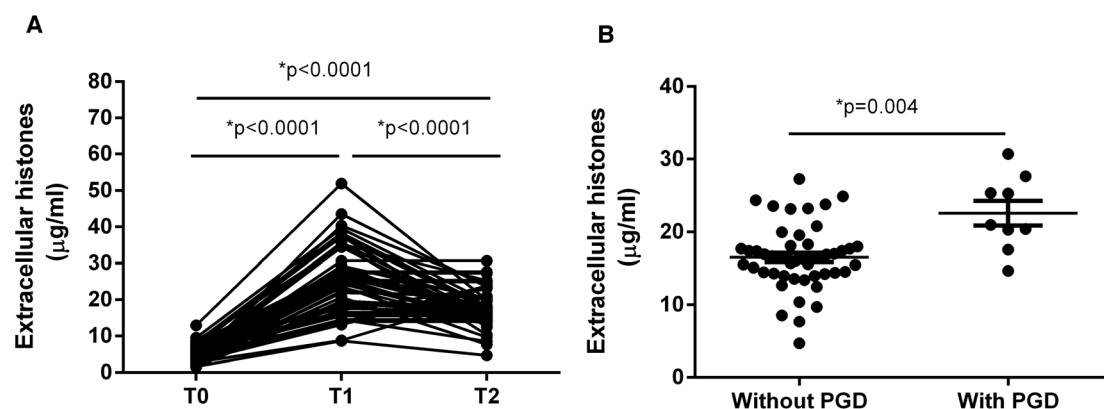 A
Extracellular histones
(μg/ml)
80
70
60
50
40
30
20
10
0
*p<0.0001
*p<0.0001
*p<0.0001
T0
T1
T2
B
Extracellular histones
(μg/ml)
40
30
20
10
0
*p=0.004
Without PGD
With PGD